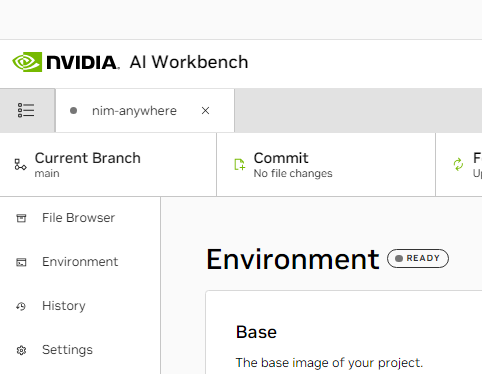 NVIDIA. AI Workbench
nim-anywhere
Current Branch
main
Commit
No file changes
File Browser
Environment
History
Settings
Environment READY
Base
The base image of your project.